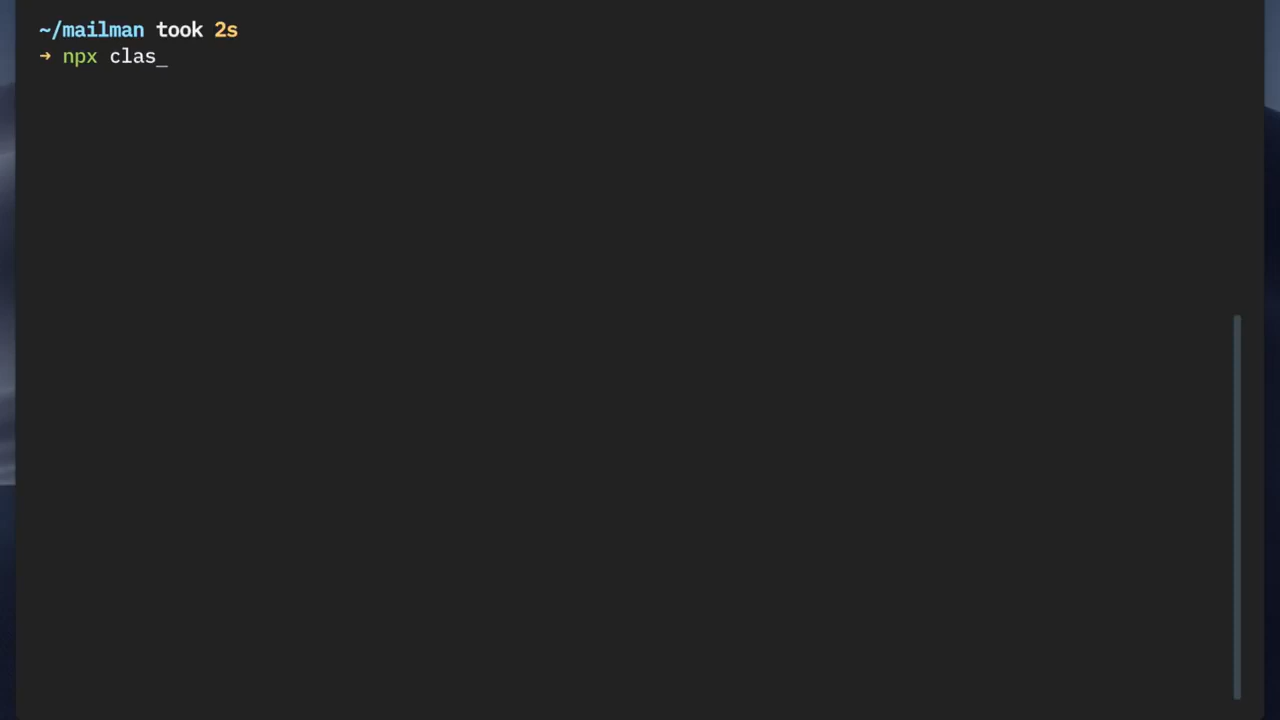 ~/mailman took 2s
➜ npx clas_